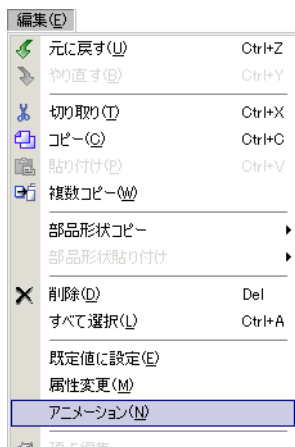 編集(E)
元に戻す(U) Ctrl+Z
やり直す(B) Ctrl+Y
切り取り(T) Ctrl+X
コピー(C) Ctrl+C
貼り付け(P) Ctrl+V
複数コピー(W)
部品形状コピー
部品形状貼り付け
削除(D) Del
すべて選択(L) Ctrl+A
既定値に設定(E)
属性変更(M)
アニメーション(N)